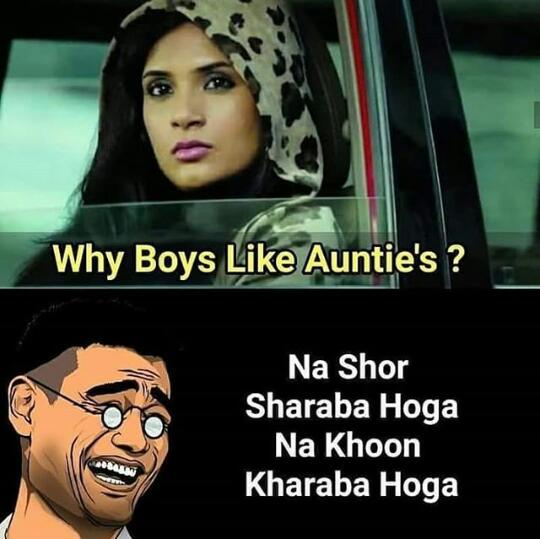 Why Boys Like Auntie's ?
Na Shor
Sharaba Hoga
Na Khoon
Kharaba Hoga